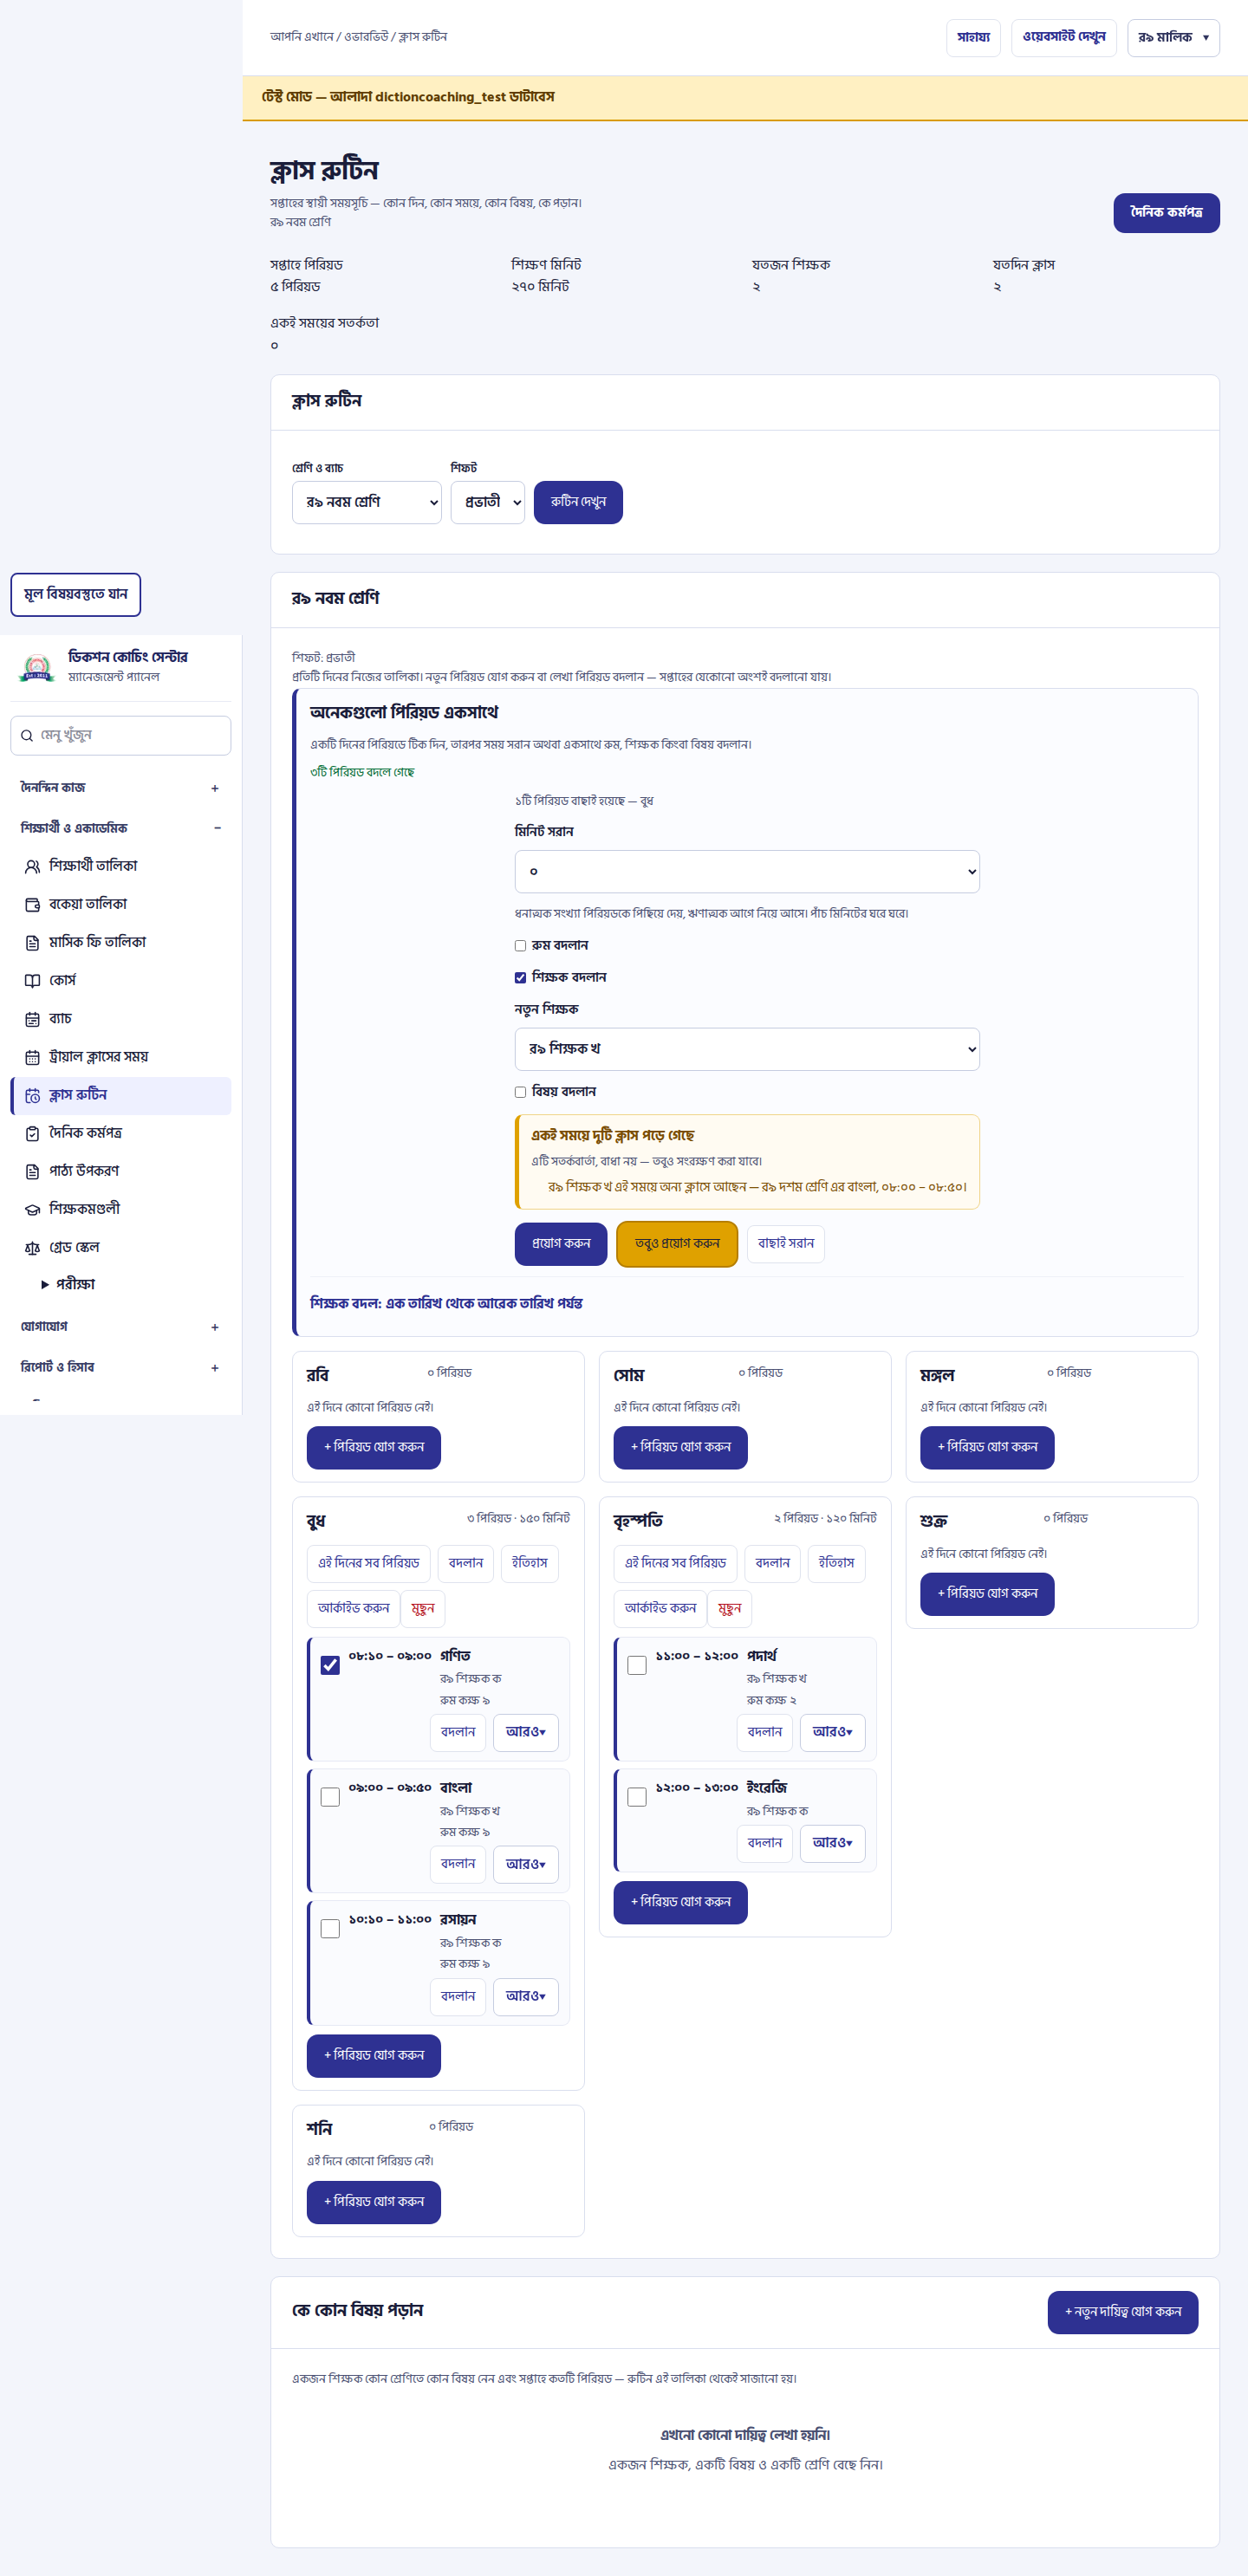 আপনি এখানে / ওভারভিউ / ক্লাস রুটিন
সাহায্য
ওয়েবসাইট দেখুন
র৯ মালিক ▾
টেস্ট মোড — আলাদা dictioncoaching_test ডাটাবেস
ক্লাস রুটিন
সপ্তাহের স্থায়ী সময়সূচি — কোন দিন, কোন সময়ে, কোন বিষয়, কে পড়ান।
র৯ নবম শ্রেণি
দৈনিক কর্মপত্র
সপ্তাহে পিরিয়ড
৫ পিরিয়ড
শিক্ষণ মিনিট
২৭০ মিনিট
যতজন শিক্ষক
২
যতদিন ক্লাস
২
একই সময়ের সতর্কতা
০
ক্লাস রুটিন
শ্রেণি ও ব্যাচ
শিফট
র৯ নবম শ্রেণি
প্রভাতী
রুটিন দেখুন
মূল বিষয়বস্তুতে যান
ডিকশন কোচিং সেন্টার
ম্যানেজমেন্ট প্যানেল
মেনু খুঁজুন
দৈনন্দিন কাজ +
শিক্ষার্থী ও একাডেমিক −
শিক্ষার্থী তালিকা
বকেয়া তালিকা
মাসিক ফি তালিকা
কোর্স
ব্যাচ
ট্রায়াল ক্লাসের সময়
ক্লাস রুটিন
দৈনিক কর্মপত্র
পাঠ্য উপকরণ
শিক্ষকমণ্ডলী
গ্রেড স্কেল
▶ পরীক্ষা
যোগাযোগ +
রিপোর্ট ও হিসাব +
র৯ নবম শ্রেণি
শিফট: প্রভাতী
প্রতিটি দিনের নিজের তালিকা। নতুন পিরিয়ড যোগ করুন বা লেখা পিরিয়ড বদলান — সপ্তাহের যেকোনো অংশই বদলানো যায়।
অনেকগুলো পিরিয়ড একসাথে
একটি দিনের পিরিয়ডে টিক দিন, তারপর সময় সরান অথবা একসাথে রুম, শিক্ষক কিংবা বিষয় বদলান।
৩টি পিরিয়ড বদলে গেছে
১টি পিরিয়ড বাছাই হয়েছে — বুধ
মিনিট সরান
০
ধনাত্মক সংখ্যা পিরিয়ডকে পিছিয়ে দেয়, ঋণাত্মক আগে নিয়ে আসে। পাঁচ মিনিটের ঘরে ঘরে।
রুম বদলান
শিক্ষক বদলান
নতুন শিক্ষক
র৯ শিক্ষক খ
বিষয় বদলান
একই সময়ে দুটি ক্লাস পড়ে গেছে
এটি সতর্কবার্তা, বাধা নয় — তবুও সংরক্ষণ করা যাবে।
র৯ শিক্ষক খ এই সময়ে অন্য ক্লাসে আছেন — র৯ দশম শ্রেণি এর বাংলা, ০৮:০০ – ০৮:৫০।
প্রয়োগ করুন
তবুও প্রয়োগ করুন
বাছাই সরান
শিক্ষক বদল: এক তারিখ থেকে আরেক তারিখ পর্যন্ত
রবি ০ পিরিয়ড
এই দিনে কোনো পিরিয়ড নেই।
+ পিরিয়ড যোগ করুন
সোম ০ পিরিয়ড
এই দিনে কোনো পিরিয়ড নেই।
+ পিরিয়ড যোগ করুন
মঙ্গল ০ পিরিয়ড
এই দিনে কোনো পিরিয়ড নেই।
+ পিরিয়ড যোগ করুন
বুধ ৩ পিরিয়ড · ১৫০ মিনিট
এই দিনের সব পিরিয়ড
বদলান
ইতিহাস
আর্কাইভ করুন
মুছুন
০৮:১০ – ০৯:০০ গণিত
র৯ শিক্ষক ক
রুম কক্ষ ৯
বদলান
আরও▾
০৯:০০ – ০৯:৫০ বাংলা
র৯ শিক্ষক খ
রুম কক্ষ ৯
বদলান
আরও▾
১০:১০ – ১১:০০ রসায়ন
র৯ শিক্ষক ক
রুম কক্ষ ৯
বদলান
আরও▾
+ পিরিয়ড যোগ করুন
বৃহস্পতি ২ পিরিয়ড · ১২০ মিনিট
এই দিনের সব পিরিয়ড
বদলান
ইতিহাস
আর্কাইভ করুন
মুছুন
১১:০০ – ১২:০০ পদার্থ
র৯ শিক্ষক খ
রুম কক্ষ ২
বদলান
আরও▾
১২:০০ – ১৩:০০ ইংরেজি
র৯ শিক্ষক ক
বদলান
আরও▾
+ পিরিয়ড যোগ করুন
শুক্র ০ পিরিয়ড
এই দিনে কোনো পিরিয়ড নেই।
+ পিরিয়ড যোগ করুন
শনি ০ পিরিয়ড
এই দিনে কোনো পিরিয়ড নেই।
+ পিরিয়ড যোগ করুন
কে কোন বিষয় পড়ান
+ নতুন দায়িত্ব যোগ করুন
একজন শিক্ষক কোন শ্রেণিতে কোন বিষয় নেন এবং সপ্তাহে কতটি পিরিয়ড — রুটিন এই তালিকা থেকেই সাজানো হয়।
এখনো কোনো দায়িত্ব লেখা হয়নি।
একজন শিক্ষক, একটি বিষয় ও একটি শ্রেণি বেছে নিন।